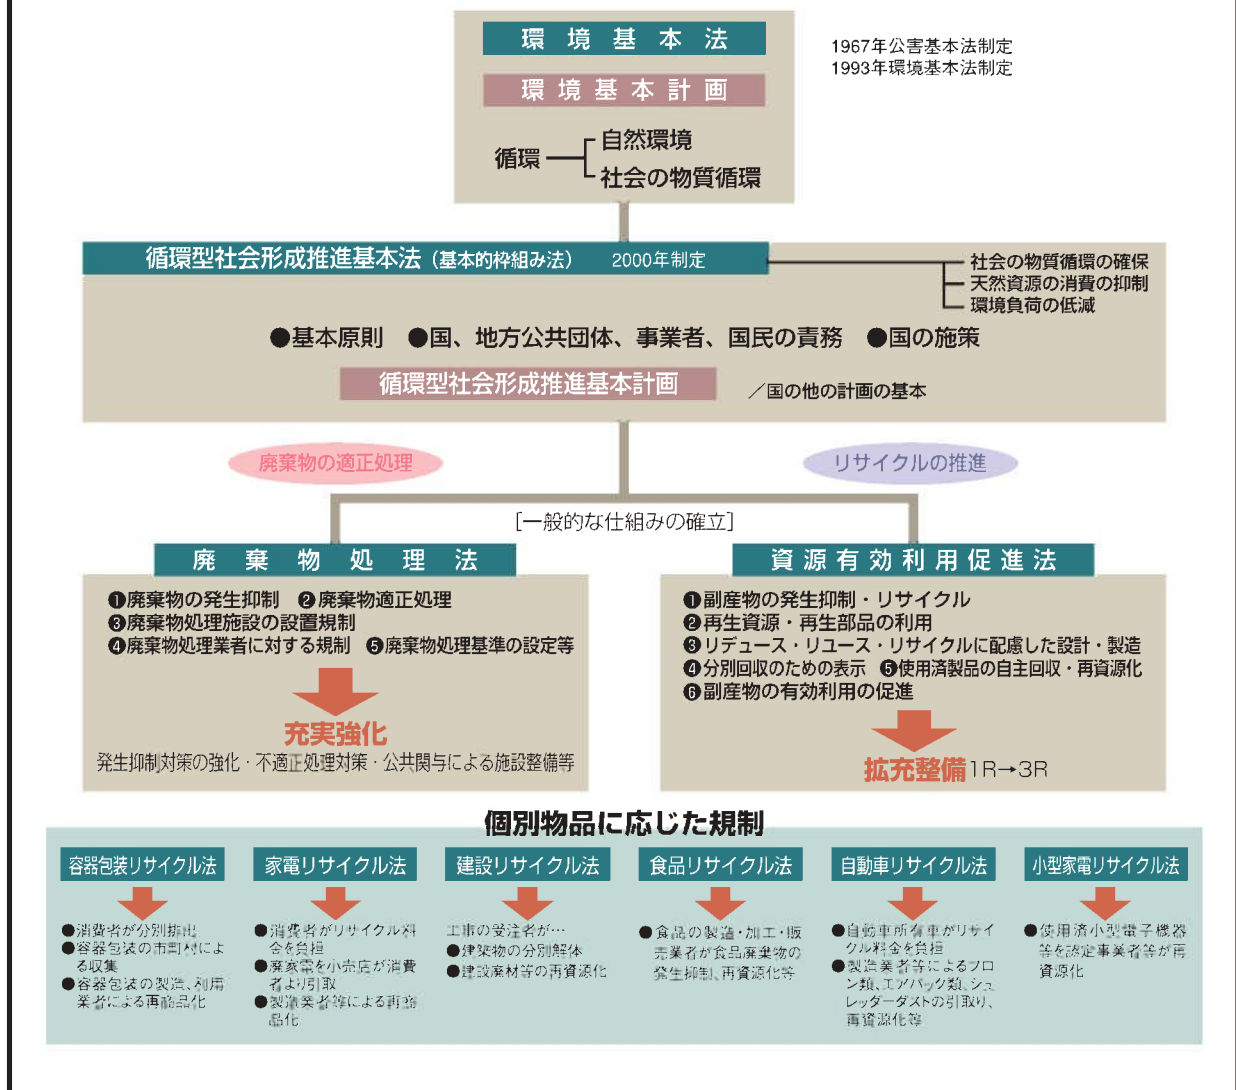 環境基本法
1967年公害基本法制定
1993年環境基本法制定
環境基本計画
循環
自然環境
社会の物質循環
循環型社会形成推進基本法（基本的枠組み法） 2000年制定
社会の物質循環の確保
天然資源の消費の抑制
環境負荷の低減
●基本原則 ●国、地方公共団体、事業者、国民の責務 ●国の施策
循環型社会形成推進基本計画
／国の他の計画の基本
廃棄物の適正処理
リサイクルの推進
［一般的な仕組みの確立］
廃棄物処理法
❶廃棄物の発生抑制 ❷廃棄物適正処理
❸廃棄物処理施設の設置規制
❹廃棄物処理業者に対する規制 ❺廃棄物処理基準の設定等
充実強化
発生抑制対策の強化・不適正処理対策・公共関与による施設整備等
資源有効利用促進法
❶副産物の発生抑制・リサイクル
❷再生資源・再生部品の利用
❸リデュース・リユース・リサイクルに配慮した設計・製造
❹分別回収のための表示 ❺使用済製品の自主回収・再資源化
❻副産物の有効利用の促進
拡充整備 1R→3R
個別物品に応じた規制
容器包装リサイクル法
●消費者が分別排出
●容器包装の市町村によ
る収集
●容器包装の製造、利用
業者による再商品化
家電リサイクル法
●消費者がリサイクル料
金を負担
●廃家電を小売店が消費
者より引取
●製造業者等による再商
品化
建設リサイクル法
工事の受注者が…
●建築物の分別解体
●建設廃材等の再資源化
食品リサイクル法
●食品の製造・加工・販
売業者が食品廃棄物の
発生抑制、再資源化等
自動車リサイクル法
●自動車所有車がリサイ
クル料金を負担
●製造業者等によるフロ
ン類、エアバック類、シュ
レッダーダストの引取り、
再資源化等
小型家電リサイクル法
●使用済小型電子機器
等を認定事業者等が再
資源化